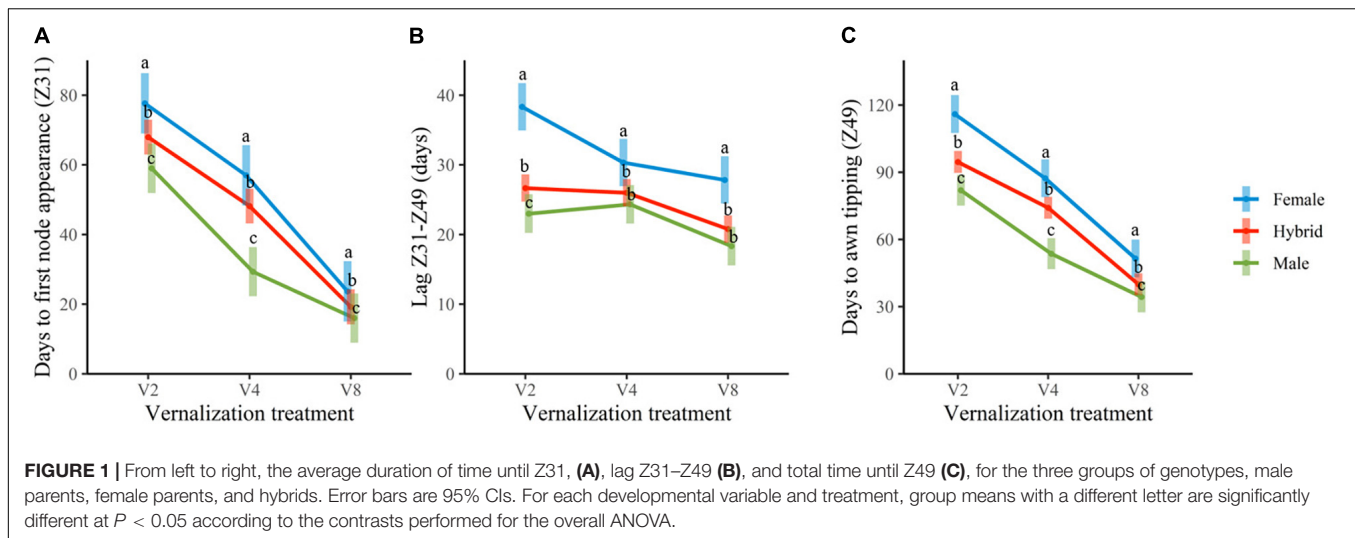 A
B
C
Days to first node appearance (Z31)
80
60
40
20
0
a
b
c
a
b
c
a
b
c
V2
V4
V8
Vernalization treatment
Lag Z31-Z49 (days)
40
30
20
10
0
a
b
c
a
b
b
a
b
b
V2
V4
V8
Vernalization treatment
Days to awn tipping (Z49)
120
90
60
30
0
a
b
c
a
b
c
a
b
c
V2
V4
V8
Vernalization treatment
Female
Hybrid
Male
FIGURE 1 | From left to right, the average duration of time until Z31, (A), lag Z31–Z49 (B), and total time until Z49 (C), for the three groups of genotypes, male
parents, female parents, and hybrids. Error bars are 95% CIs. For each developmental variable and treatment, group means with a different letter are significantly
different at P < 0.05 according to the contrasts performed for the overall ANOVA.